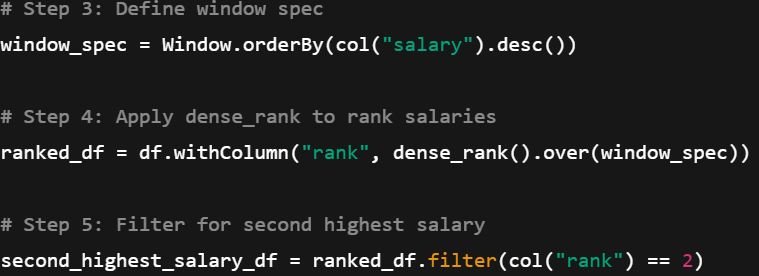 # Step 3: Define window spec
window_spec = Window.orderBy(col("salary").desc())
# Step 4: Apply dense_rank to rank salaries
ranked_df = df.withColumn("rank", dense_rank().over(window_spec))
# Step 5: Filter for second highest salary
second_highest_salary_df = ranked_df.filter(col("rank") == 2)